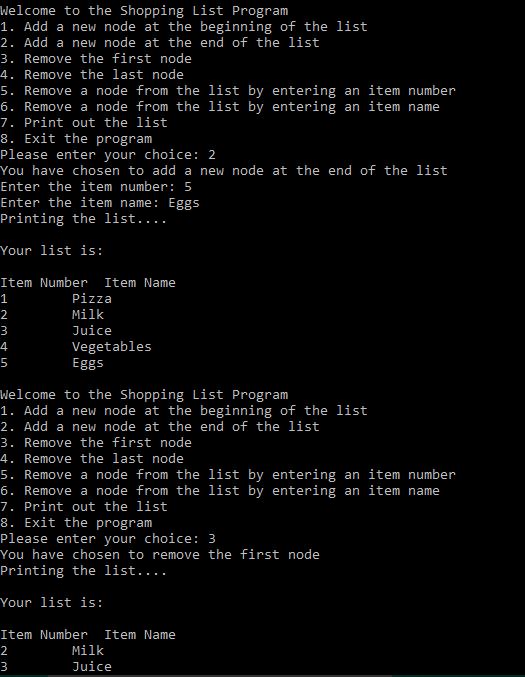 Welcome to the Shopping List Program
1. Add a new node at the beginning of the list
2. Add a new node at the end of the list
3. Remove the first node
4. Remove the last node
5. Remove a node from the list by entering an item number
6. Remove a node from the list by entering an item name
7. Print out the list
8. Exit the program
Please enter your choice: 2
You have chosen to add a new node at the end of the list
Enter the item number: 5
Enter the item name: Eggs
Printing the list....
Your list is:
Item Number  Item Name
1        Pizza
2        Milk
3        Juice
4        Vegetables
5        Eggs
Welcome to the Shopping List Program
1. Add a new node at the beginning of the list
2. Add a new node at the end of the list
3. Remove the first node
4. Remove the last node
5. Remove a node from the list by entering an item number
6. Remove a node from the list by entering an item name
7. Print out the list
8. Exit the program
Please enter your choice: 3
You have chosen to remove the first node
Printing the list....
Your list is:
Item Number  Item Name
2        Milk
3        Juice